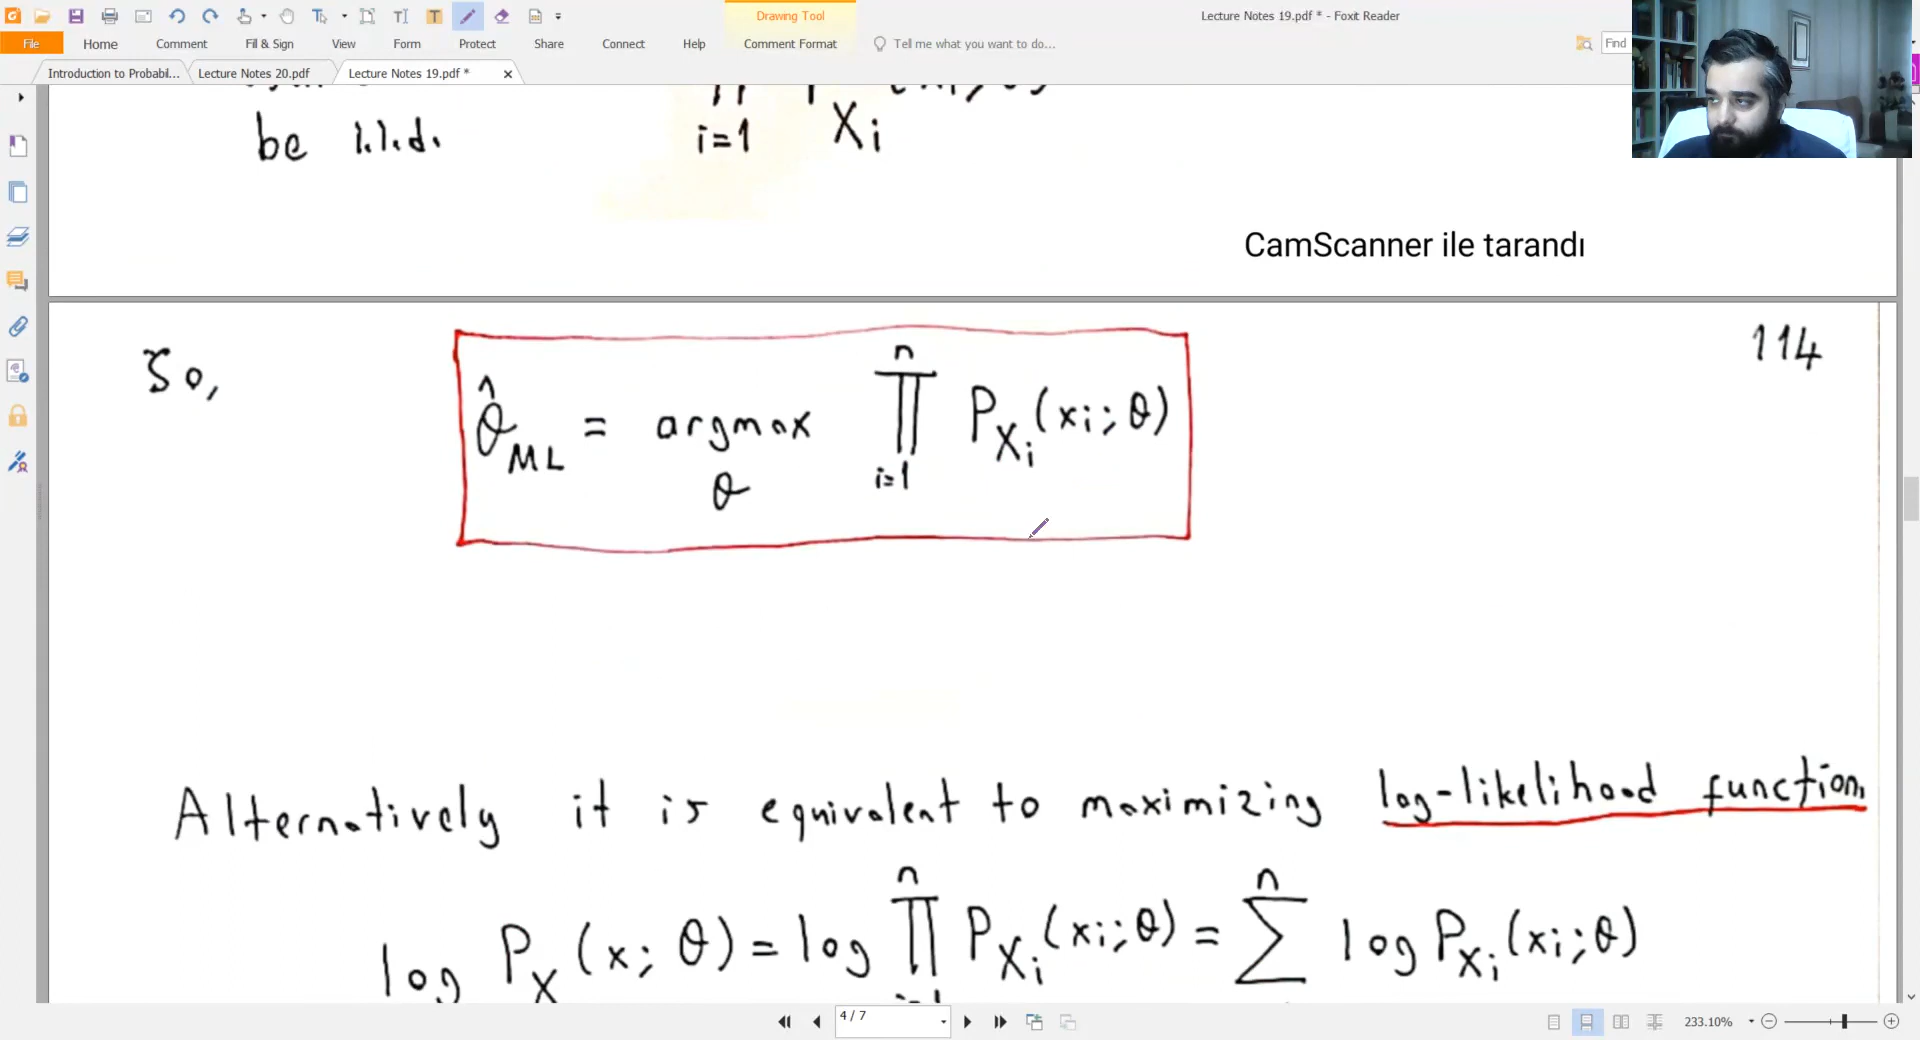 Lecture Notes 19.pdf * - Foxit Reader
Drawing Tool
File Home Comment Fill & Sign View Form Protect Share Connect Help Comment Format Tell me what you want to do... Find
Introduction to Probabil... Lecture Notes 20.pdf Lecture Notes 19.pdf *
be i.i.d. i=1 Xi
CamScanner ile tarandı
114
So, θ̂ML = argmax θ ∏ i=1 n PXi(xi; θ)
Alternatively it is equivalent to maximizing log-likelihood function.
log PX(x; θ) = log ∏ n PXi(xi; θ) = ∑ n log PXi(xi; θ)
4 / 7
233.10%